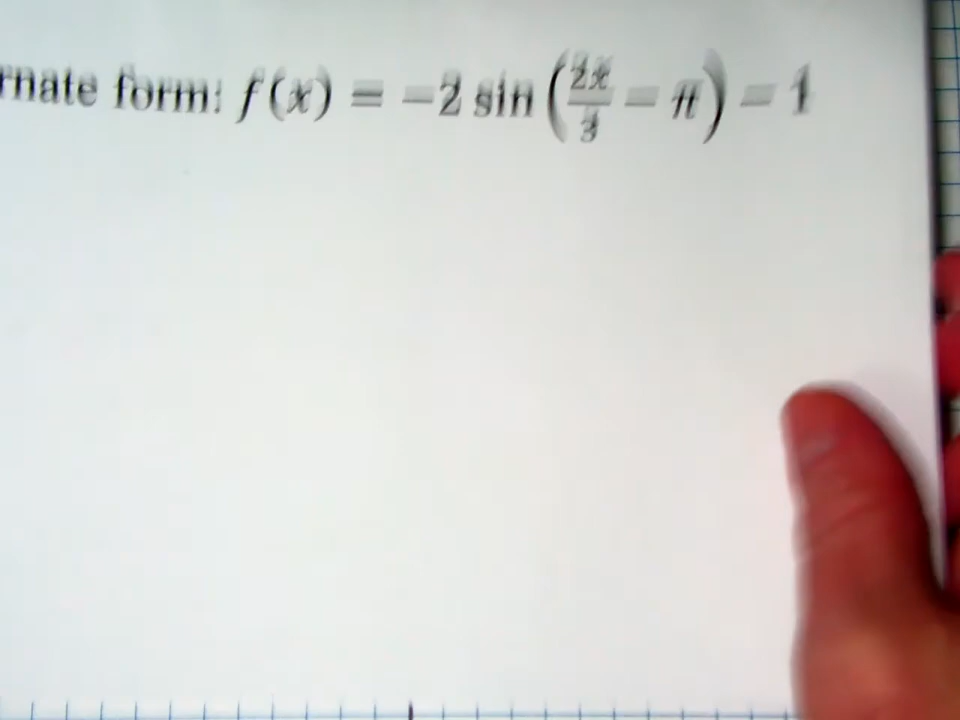 rnate form: f(x) = −2 sin (2x/3 − π) − 1